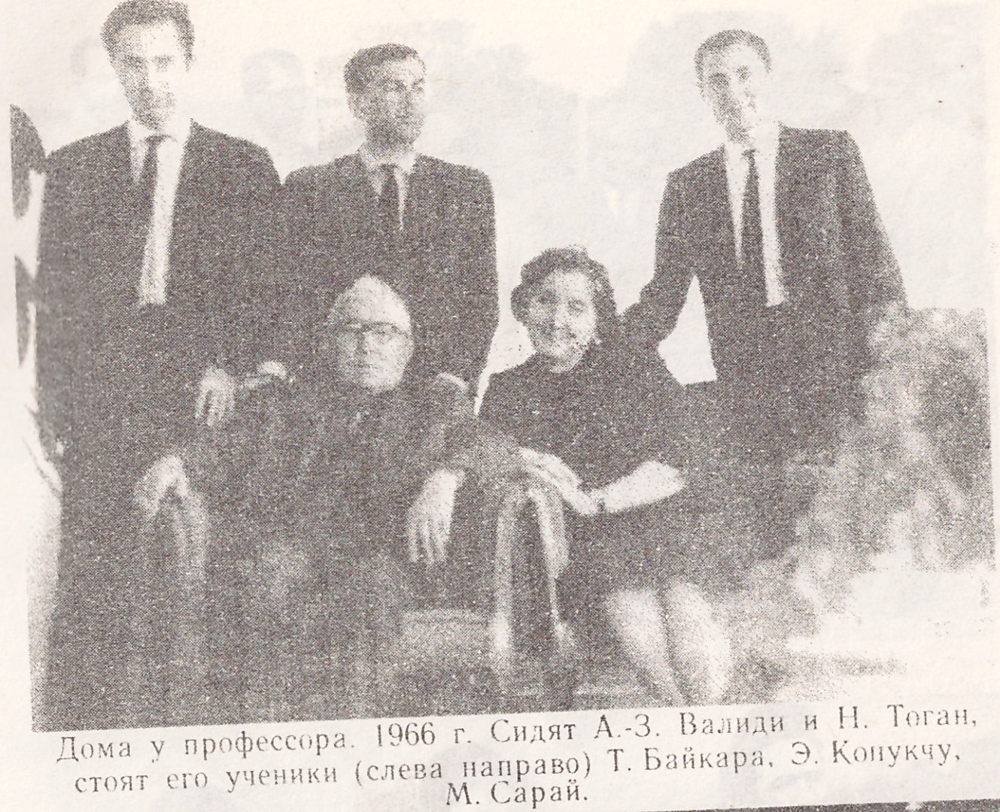 Дома у профессора. 1966 г. Сидят А.-З. Валиди и Н. Тоган,
стоят его ученики (слева направо) Т. Байкара, Э. Конукчу,
М. Сарай.